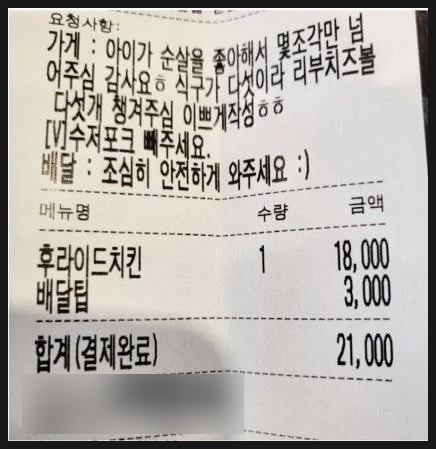 요청사항:
가게 : 아이가 순살을 좋아해서 몇조각만 넘
어주심 감사요ㅎ 식구가 다섯이라 리부치즈볼
다섯개 챙겨주심 이쁘게작성ㅎㅎ
[V]수저포크 빼주세요.
배달 : 조심히 안전하게 와주세요 :)
메뉴명 수량 금액
후라이드치킨 1 18,000
배달팁 3,000
합계(결제완료) 21,000